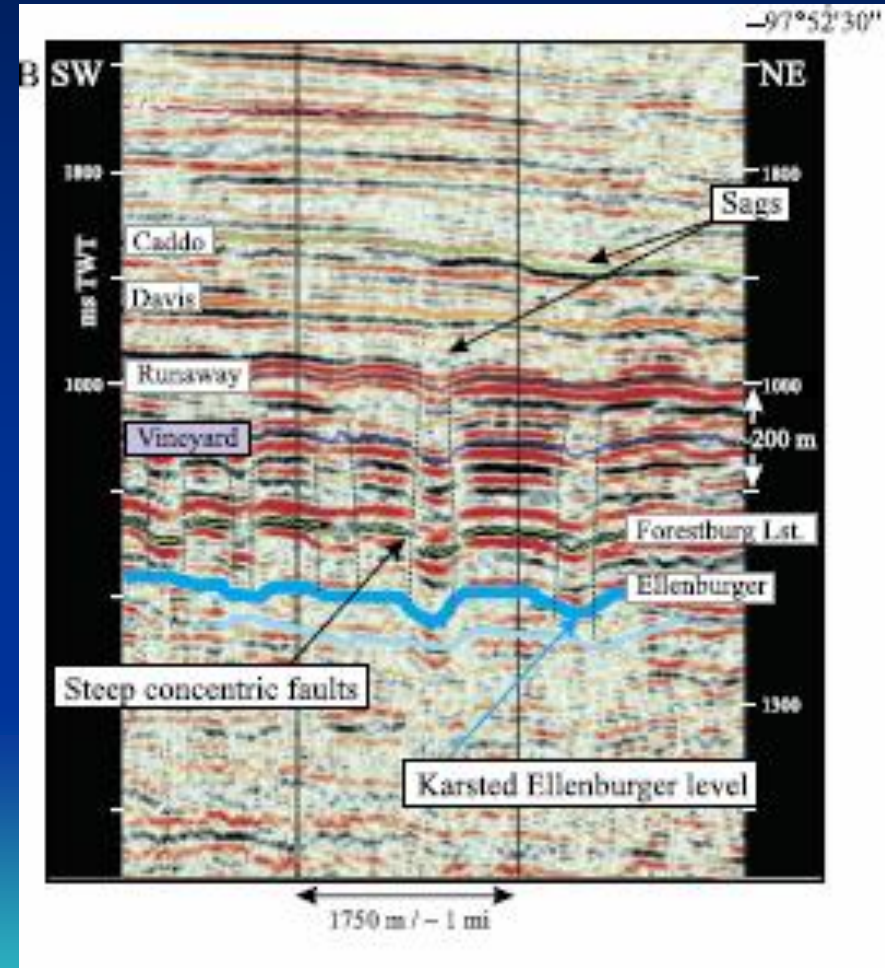 –97°52'30"
B SW
NE
1800
1800
Sags
Caddo
ms TWT
Davis
Runaway
1000
1000
Vineyard
200 m
Forestburg Lst.
Ellenburger
Steep concentric faults
1300
Karsted Ellenburger level
1750 m / ~ 1 mi